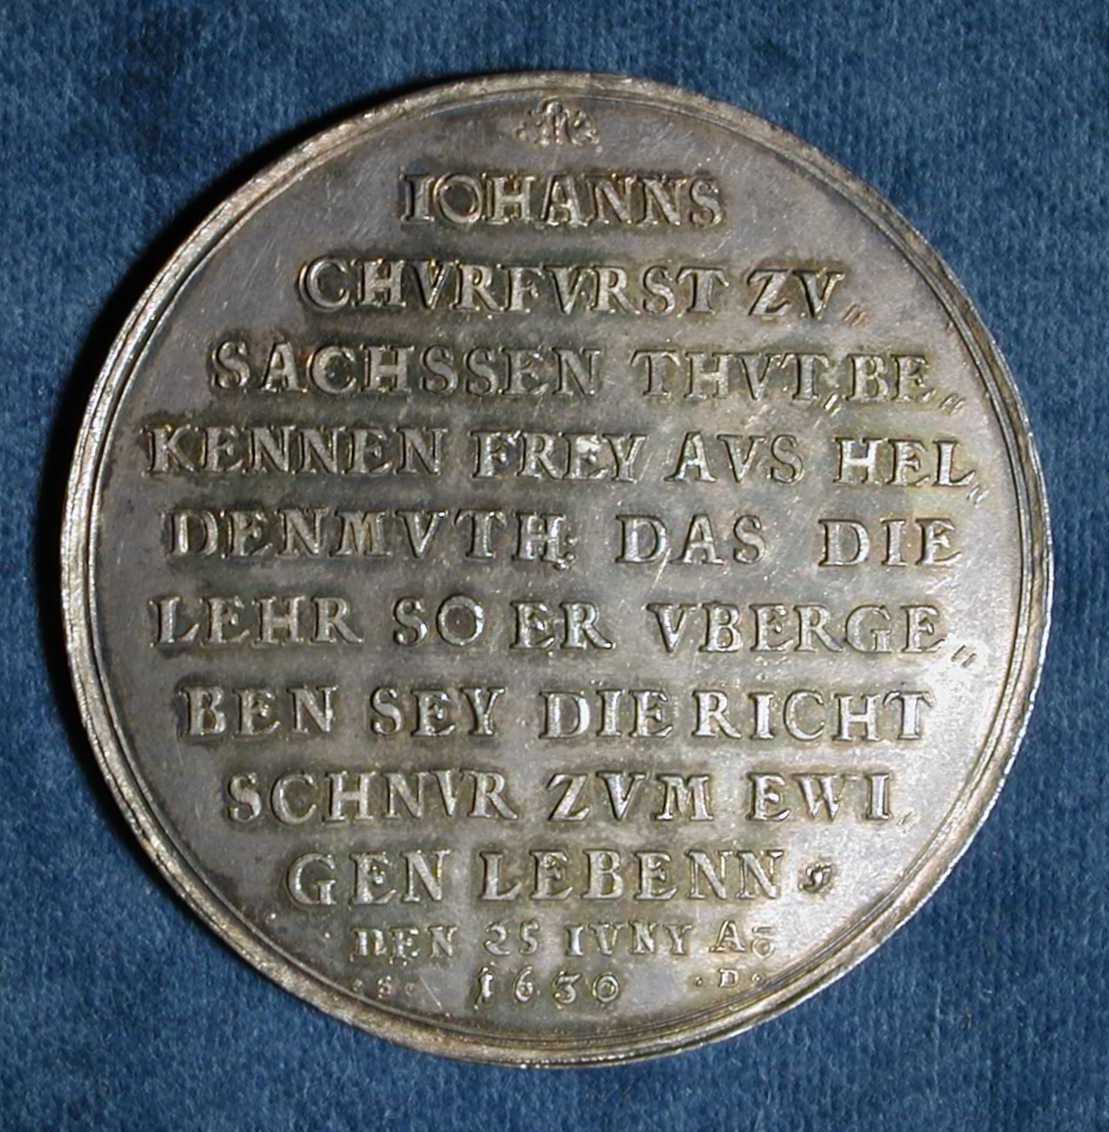 IOHANNS
CHVRFVRST ZV„
SACHSSEN THVT,BE„
KENNEN FREY AVS HEL„
DENMVTH, DAS DIE
LEHR SO ER VBERGE„
BEN SEY DIE RICHT
SCHNVR ZVM EWI„
GEN LEBENN
DEN 25 IVNY Aō
·S· 1630 ·D·